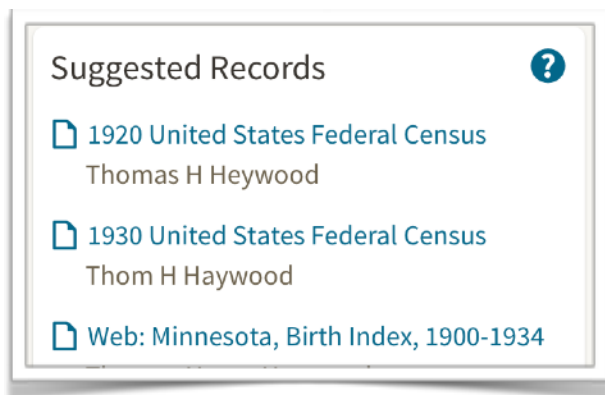 Suggested Records ?
1920 United States Federal Census
Thomas H Heywood
1930 United States Federal Census
Thom H Haywood
Web: Minnesota, Birth Index, 1900-1934